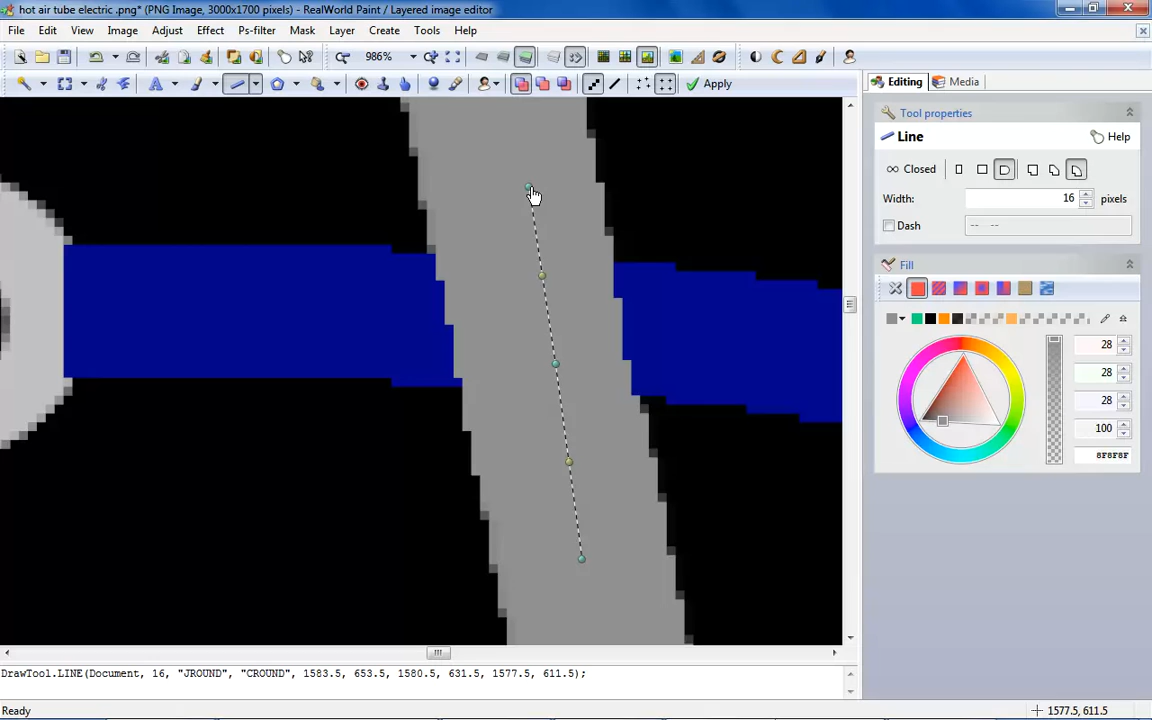 hot air tube electric .png* (PNG Image, 3000x1700 pixels) - RealWorld Paint / Layered image editor
File Edit View Image Adjust Effect Ps-filter Mask Layer Create Tools Help
986%
Apply
Editing Media
Tool properties
Line Help
Closed
Width: 16 pixels
Dash
Fill
28
28
28
100
8F8F8F
DrawTool.LINE(Document, 16, "JROUND", "CROUND", 1583.5, 653.5, 1580.5, 631.5, 1577.5, 611.5);
Ready 1577.5, 611.5